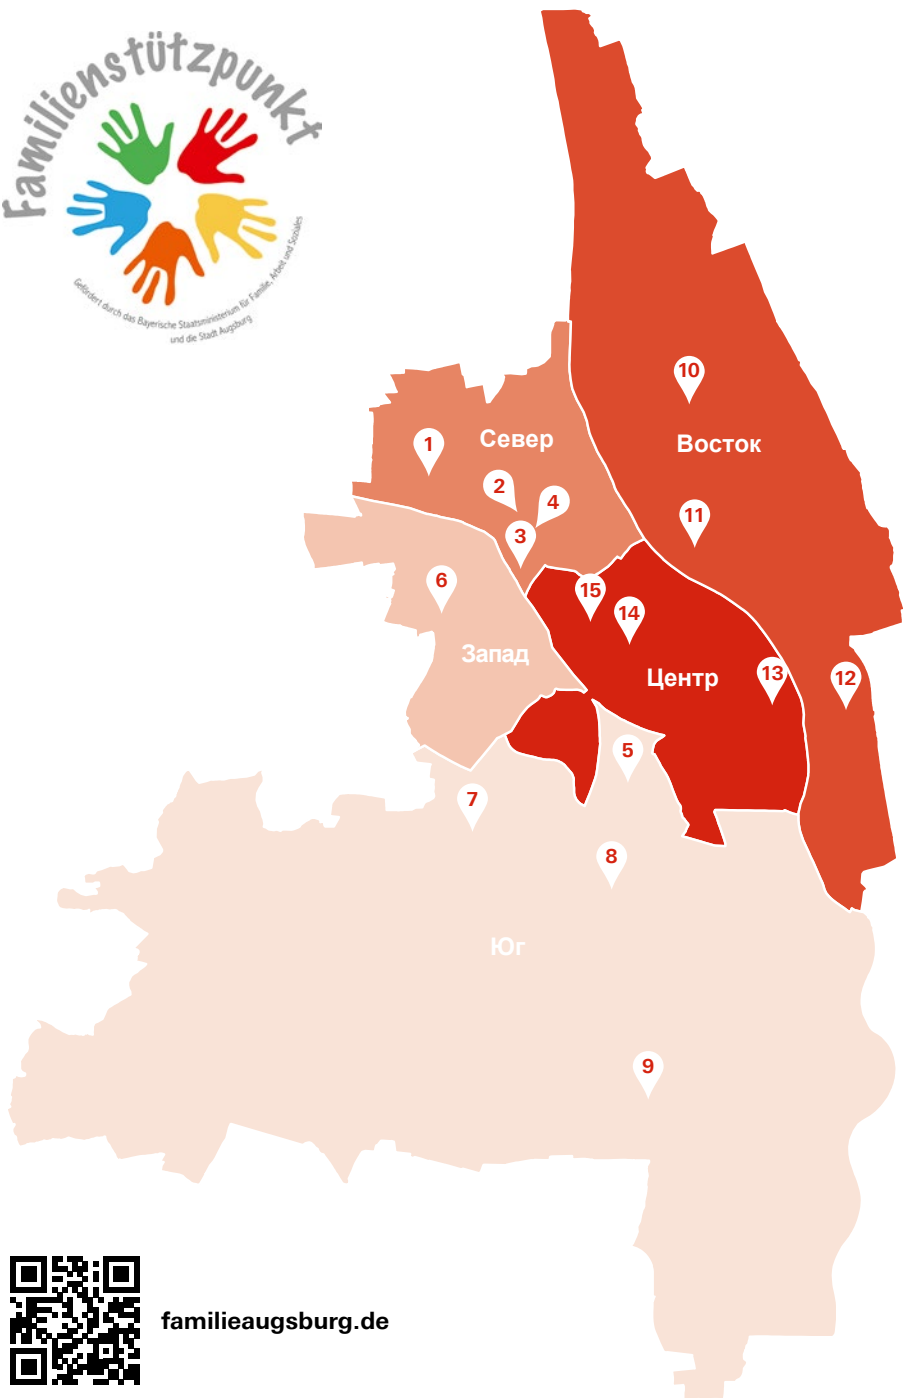 Familienstützpunkt
Gefördert durch das Bayerische Staatsministerium für Familie, Arbeit und Soziales
und die Stadt Augsburg
10
Север
Восток
1
2
4
11
3
6
15
14
Запад
Центр
13
12
5
7
8
Юг
9
familieaugsburg.de